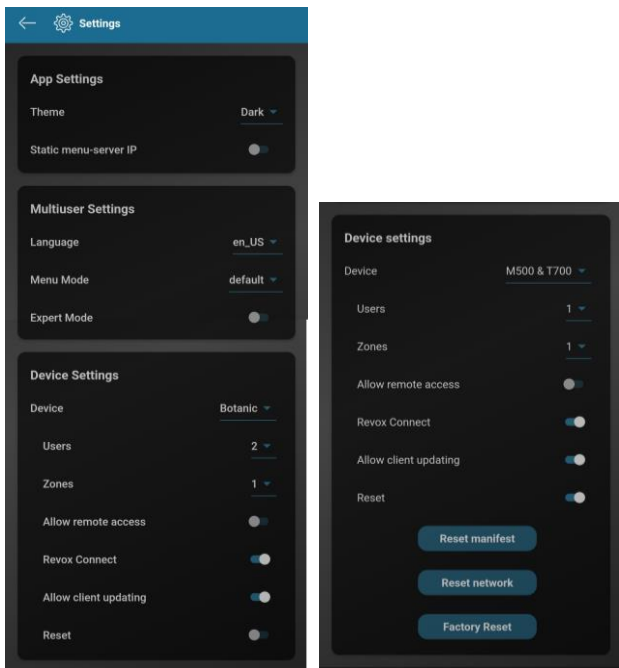 Settings
App Settings
Theme Dark
Static menu-server IP
Multiuser Settings
Language en_US
Menu Mode default
Expert Mode
Device Settings
Device Botanic
Users 2
Zones 1
Allow remote access
Revox Connect
Allow client updating
Reset
Device settings
Device M500 & T700
Users 1
Zones 1
Allow remote access
Revox Connect
Allow client updating
Reset
Reset manifest
Reset network
Factory Reset